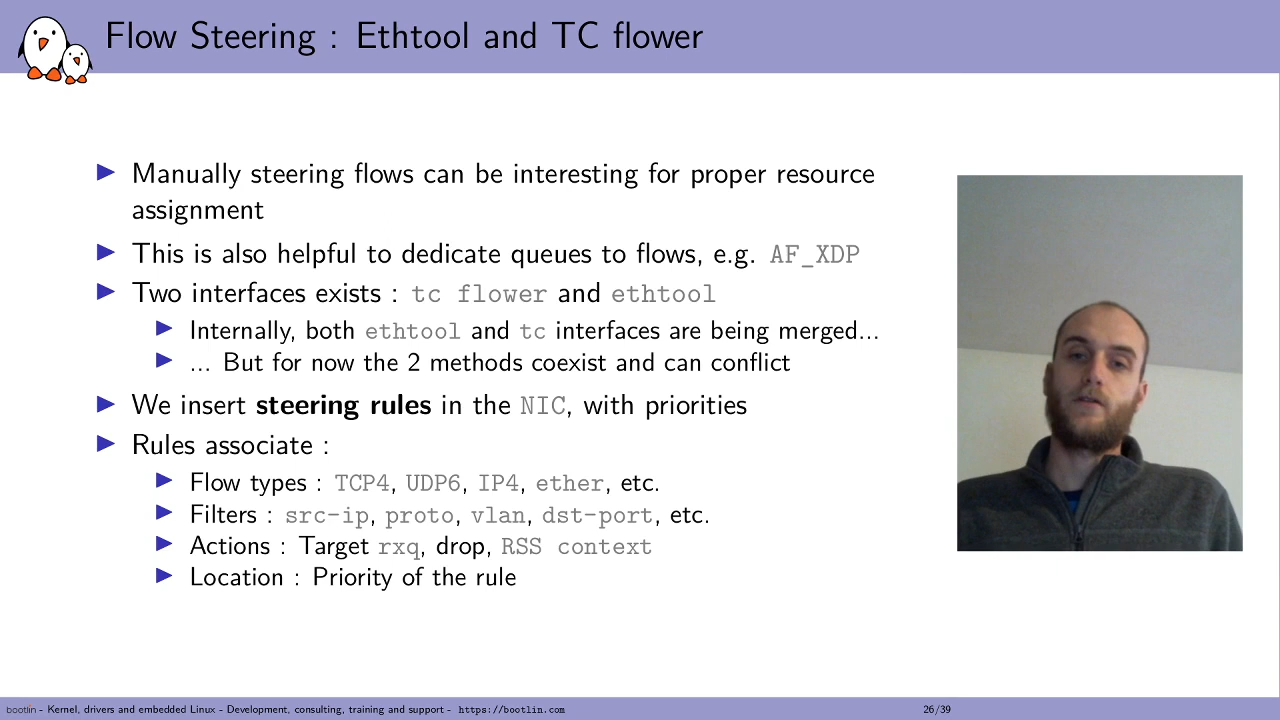 Flow Steering : Ethtool and TC flower
▶ Manually steering flows can be interesting for proper resource
assignment
▶ This is also helpful to dedicate queues to flows, e.g. AF_XDP
▶ Two interfaces exists : tc flower and ethtool
▶ Internally, both ethtool and tc interfaces are being merged...
▶ ... But for now the 2 methods coexist and can conflict
▶ We insert steering rules in the NIC, with priorities
▶ Rules associate :
▶ Flow types : TCP4, UDP6, IP4, ether, etc.
▶ Filters : src-ip, proto, vlan, dst-port, etc.
▶ Actions : Target rxq, drop, RSS context
▶ Location : Priority of the rule
bootlin - Kernel, drivers and embedded Linux - Development, consulting, training and support - https://bootlin.com 26/39